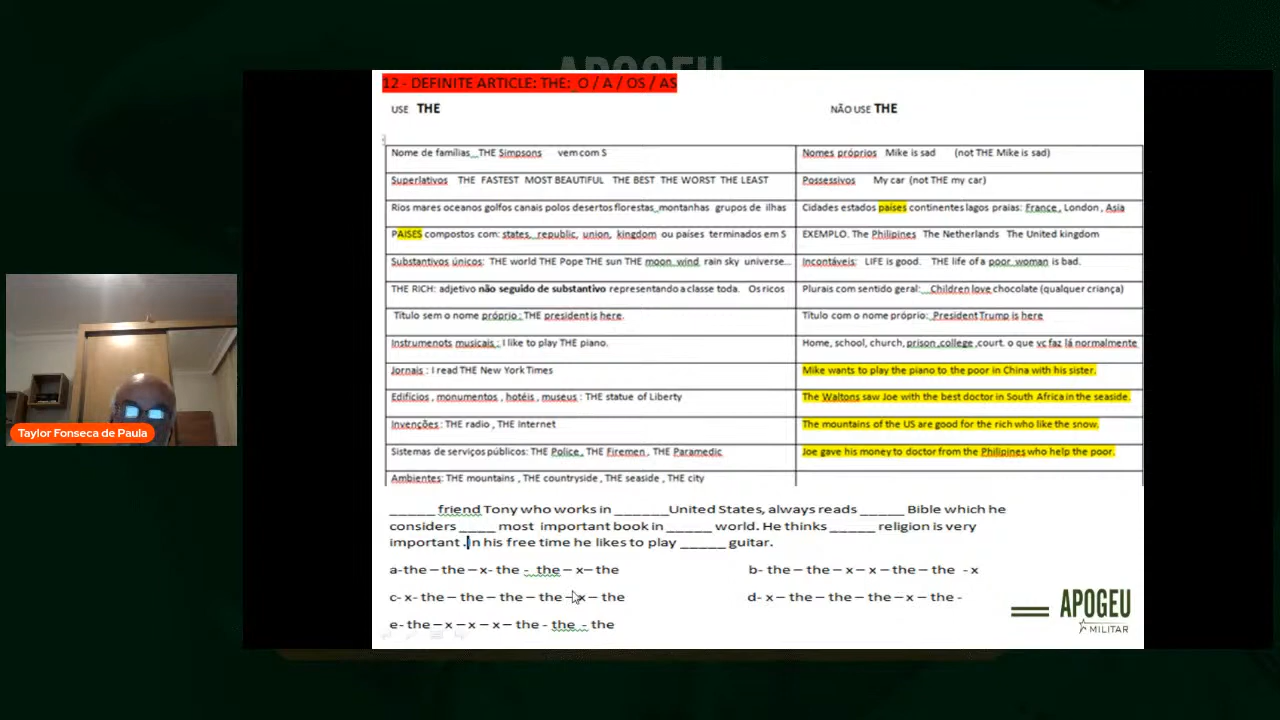 APOGEU
12 - DEFINITE ARTICLE: THE: O / A / OS / AS
USE THE
NÃO USE THE
Nome de famílias THE Simpsons vem com S
Nomes próprios Mike is sad (not THE Mike is sad)
Superlativos THE FASTEST MOST BEAUTIFUL THE BEST THE WORST THE LEAST
Possessivos My car (not THE my car)
Rios mares oceanos golfos canais polos desertos florestas montanhas grupos de ilhas
Cidades estados paises continentes lagos praias: France , London , Asia
PAISES compostos com: states, republic, union, kingdom ou países terminados em S
EXEMPLO. The Philipines The Netherlands The United kingdom
Substantivos únicos: THE world THE Pope THE sun THE moon wind rain sky universe...
Incontáveis: LIFE is good. THE life of a poor woman is bad.
THE RICH: adjetivo não seguido de substantivo representando a classe toda. Os ricos
Plurais com sentido geral: Children love chocolate (qualquer criança)
Título sem o nome próprio : THE president is here.
Título com o nome próprio: President Trump is here
Instrumenots musicais : I like to play THE piano.
Home, school, church, prison ,college ,court. o que vc faz lá normalmente
Jornais : I read THE New York Times
Mike wants to play the piano to the poor in China with his sister.
Edifícios , monumentos , hotéis , museus : THE statue of Liberty
The Waltons saw Joe with the best doctor in South Africa in the seaside.
Invenções: THE radio , THE Internet
The mountains of the US are good for the rich who like the snow.
Sistemas de serviços públicos: THE Police , THE Firemen , THE Paramedic
Joe gave his money to doctor from the Philipines who help the poor.
Ambientes: THE mountains , THE countryside , THE seaside , THE city
_____ friend Tony who works in _______United States, always reads _____ Bible which he
considers ____ most important book in _____ world. He thinks _____ religion is very
important .In his free time he likes to play _____ guitar.
a-the – the – x- the - the – x– the
b- the – the – x – x – the – the - x
c- x- the – the – the – the – x – the
d- x – the – the – the – x – the -
e- the – x – x – x – the - the - the
APOGEU
MILITAR
Taylor Fonseca de Paula